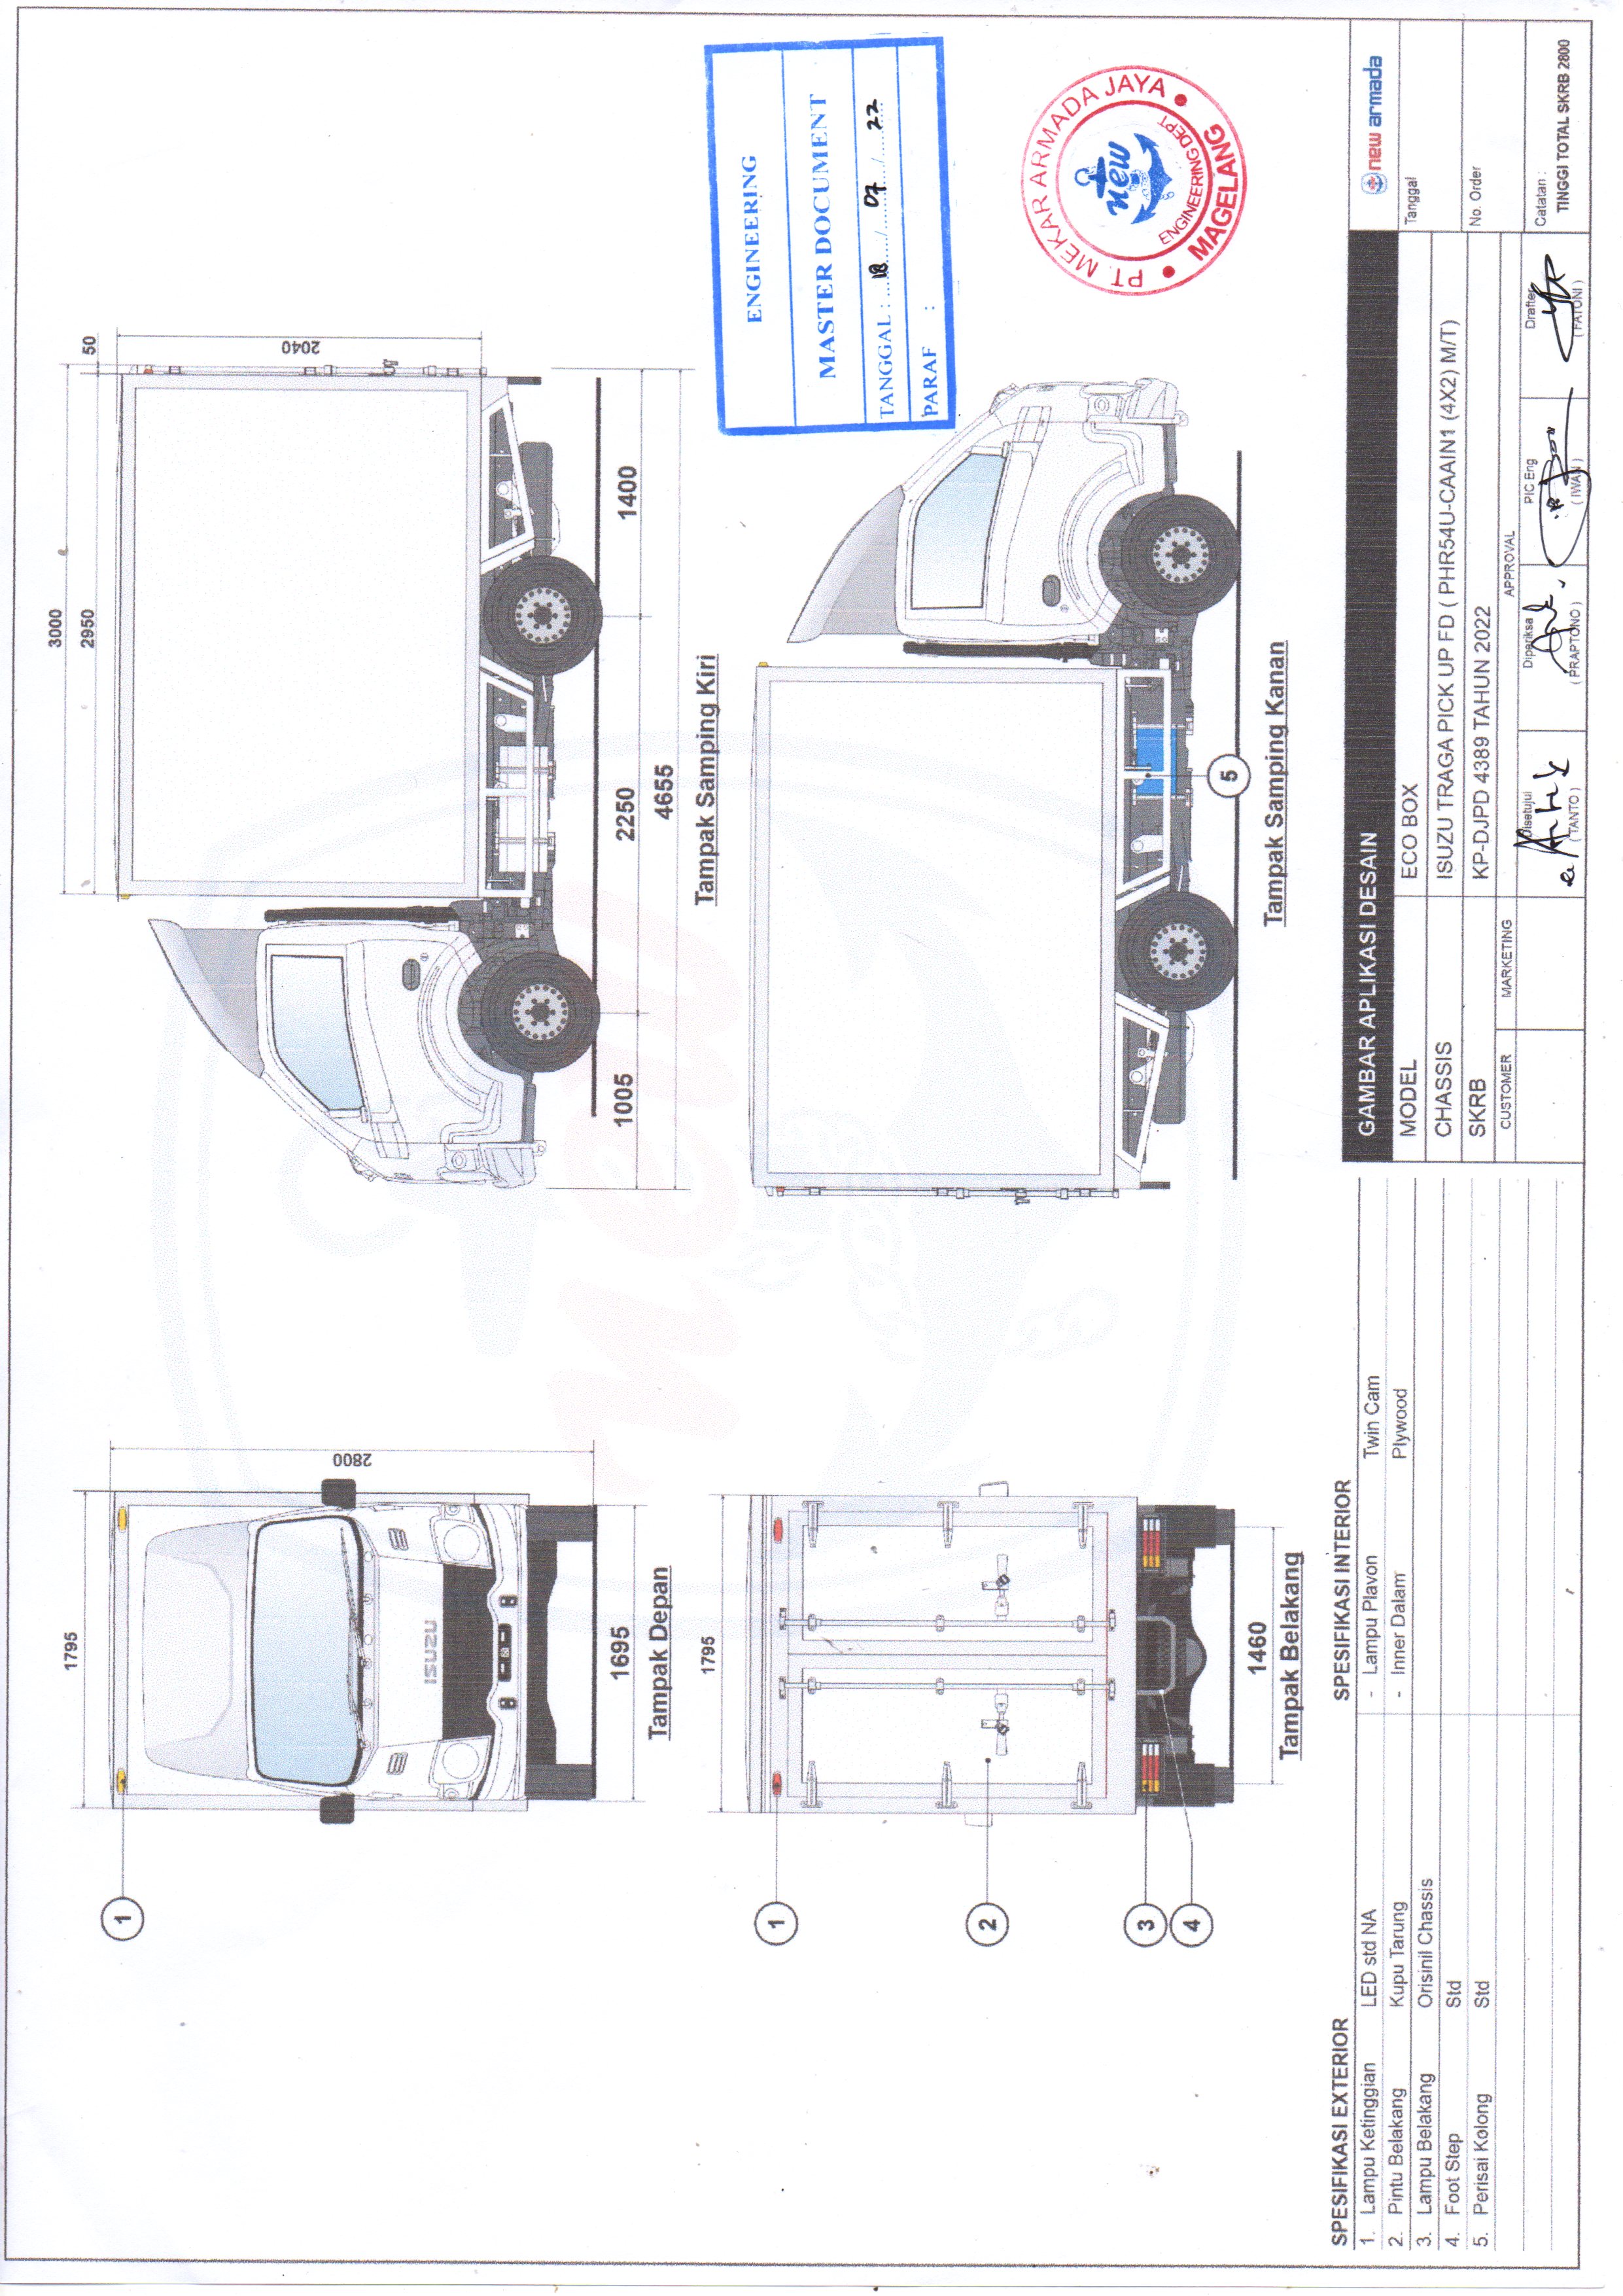 1795
2800
ISUZU
1
1695
Tampak Depan
3000
2950
50
2040
1005
2250
1400
4655
Tampak Samping Kiri
1795
1
2
3
4
1460
Tampak Belakang
5
Tampak Samping Kanan
ENGINEERING
MASTER DOCUMENT
TANGGAL : 18 / 07 / 22
PARAF :
PT. MEKAR ARMADA JAYA
new
ENGINEERING DEPT
MAGELANG
SPESIFIKASI EXTERIOR
1. Lampu Ketinggian LED std NA
2. Pintu Belakang Kupu Tarung
3. Lampu Belakang Orisinil Chassis
4. Foot Step Std
5. Perisai Kolong Std
SPESIFIKASI INTERIOR
- Lampu Plavon Twin Cam
- Inner Dalam Plywood
GAMBAR APLIKASI DESAIN
new armada
MODEL ECO BOX
Tanggal
CHASSIS ISUZU TRAGA PICK UP FD ( PHR54U-CAAIN1 (4X2) M/T)
SKRB KP-DJPD 4389 TAHUN 2022
No. Order
CUSTOMER MARKETING APPROVAL
Disetujui Diperiksa PIC Eng Drafter
( TANTO ) ( PRAPTONO ) ( IWAN ) ( FATONI )
Catatan :
TINGGI TOTAL SKRB 2800